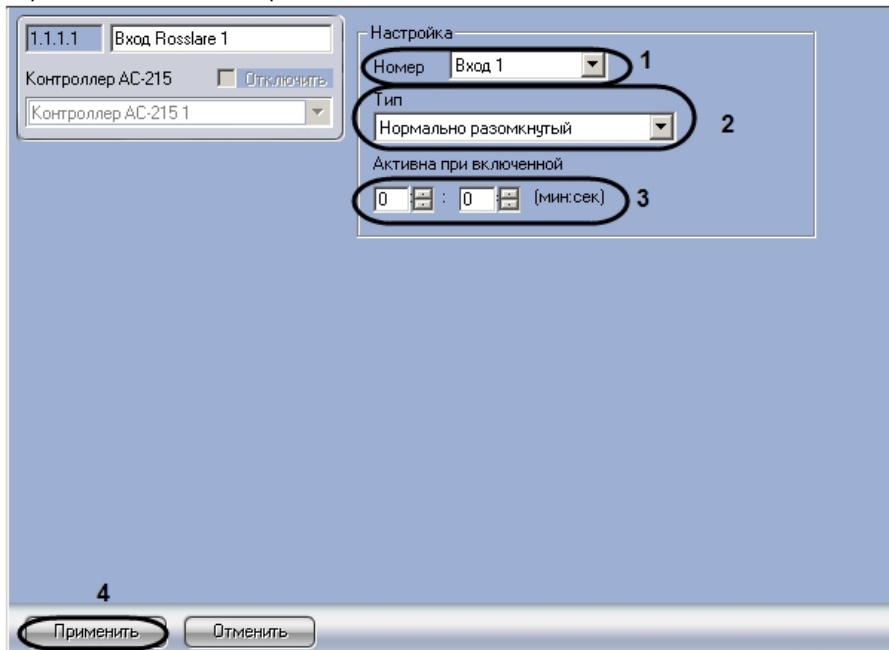 1.1.1.1 Вход Rosslare 1
Контроллер AC-215 Отключить
Контроллер AC-215 1
Настройка
Номер Вход 1 1
Тип
Нормально разомкнутый 2
Активна при включенной
0 : 0 (мин:сек) 3
4
Применить Отменить